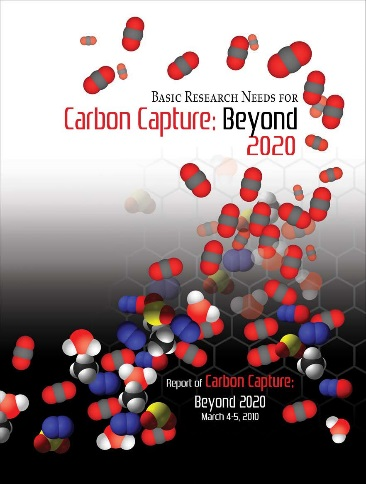 Basic Research Needs for
Carbon Capture: Beyond
2020
Report of Carbon Capture:
Beyond 2020
March 4-5, 2010